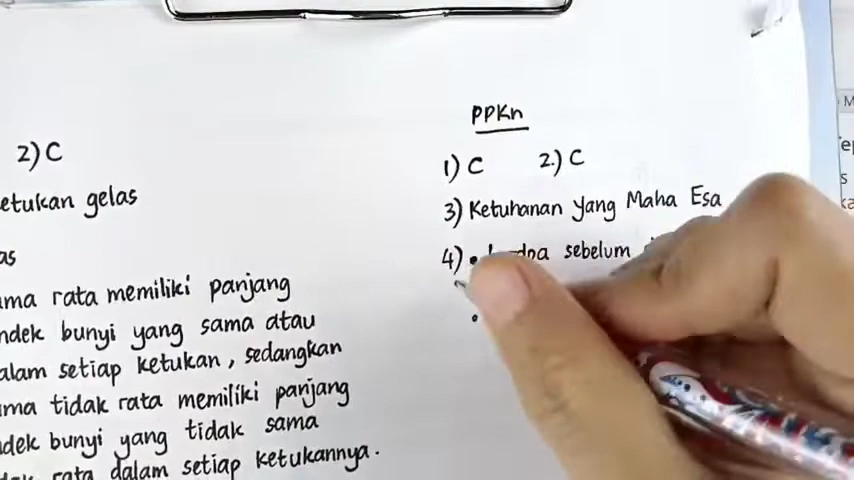 2) C
etukan gelas
as
ama rata memiliki panjang
ndek bunyi yang sama atau
alam setiap ketukan, sedangkan
ama tidak rata memiliki panjang
ndek bunyi yang tidak sama
rata dalam setiap ketukannya.
PPKn
1) C 2.) C
3) Ketuhanan yang Maha Esa
4) • sebelum
•